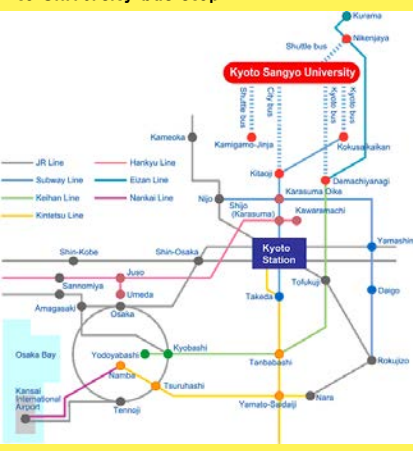 Kurama
Nikenjaya
Shuttle bus
Kyoto Sangyo University
Shuttle bus
City bus
Kyoto bus
Kyoto bus
Kameoka
Kamigamo-Jinja
Kokusaikaikan
JR Line
Hankyu Line
Subway Line
Eizan Line
Keihan Line
Nankai Line
Kintetsu Line
Kitaoji
Demachiyanagi
Nijo
Karasuma Oike
Shijo
(Karasuma)
Kawaramachi
Kyoto
Station
Yamashin
Shin-Kobe
Shin-Osaka
Sannomiya
Juso
Umeda
Takeda
Tofukuji
Daigo
Amagasaki
Osaka
Osaka Bay
Yodoyabashi
Kyobashi
Namba
Tanbabashi
Rokujizo
Kansai
International
Airport
Tsuruhashi
Tennoji
Yamato-Saidaiji
Nara